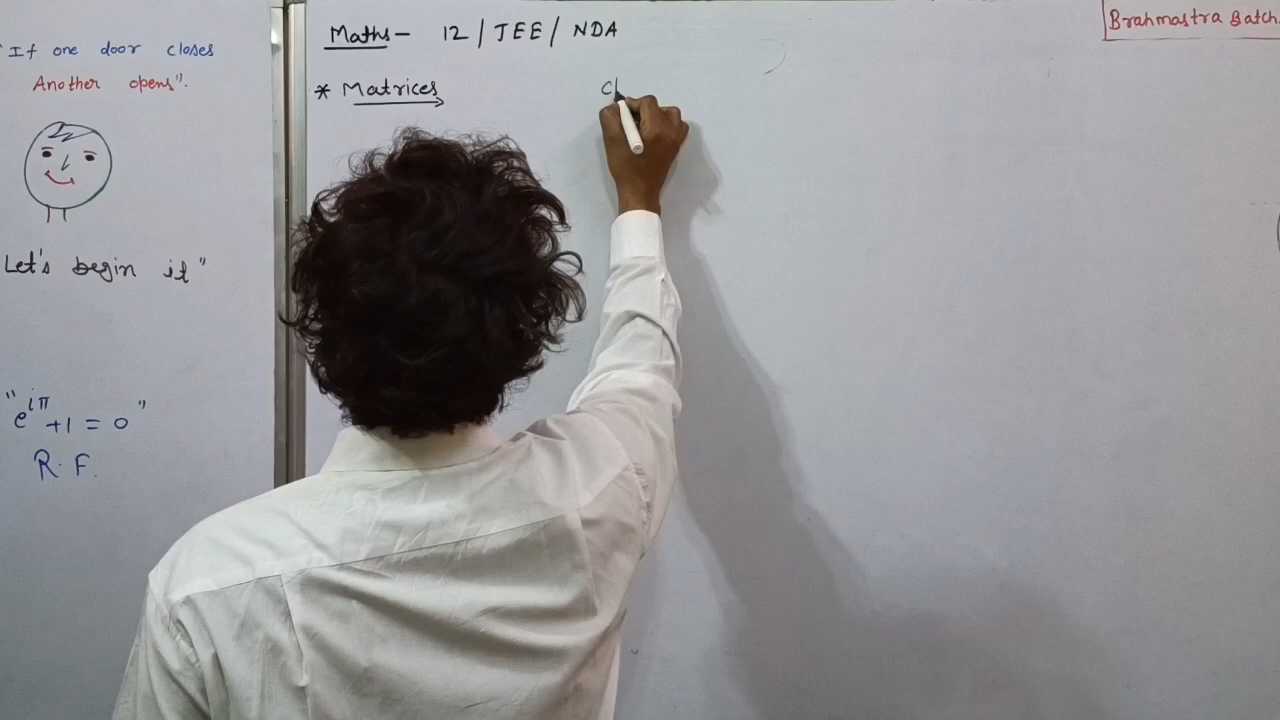 "If one door closes
Another opens".
Let's begin it"
"e^{iπ} +1 = 0"
R. F.
Maths - 12 / JEE / NDA
* Matrices
Brahmastra Batch